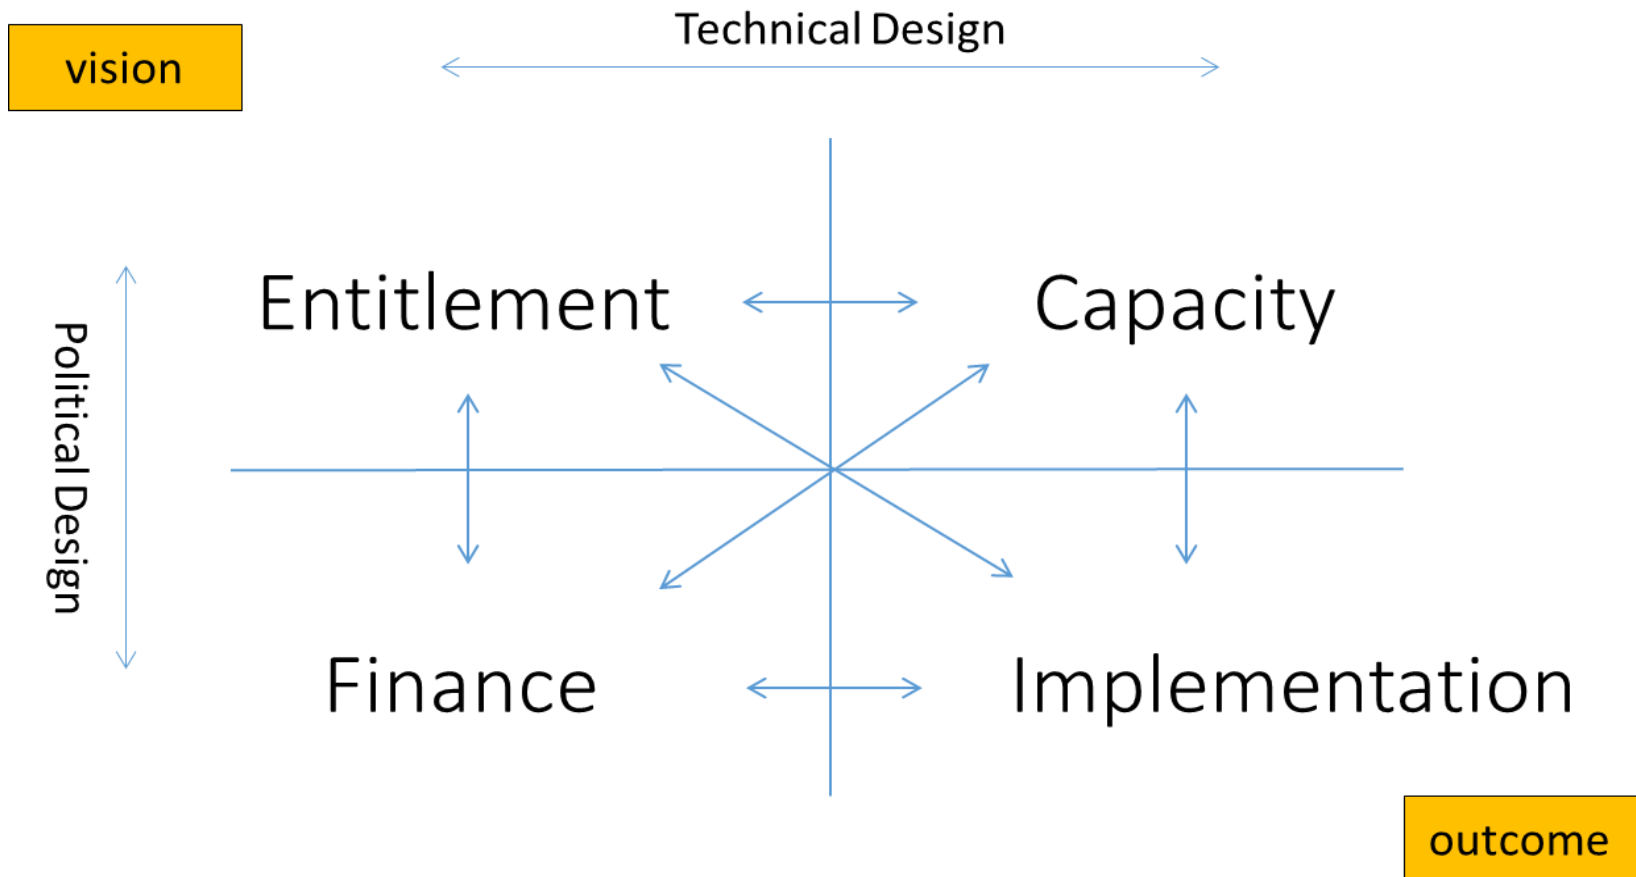 Technical Design
vision
Entitlement
Capacity
Political Design
Finance
Implementation
outcome